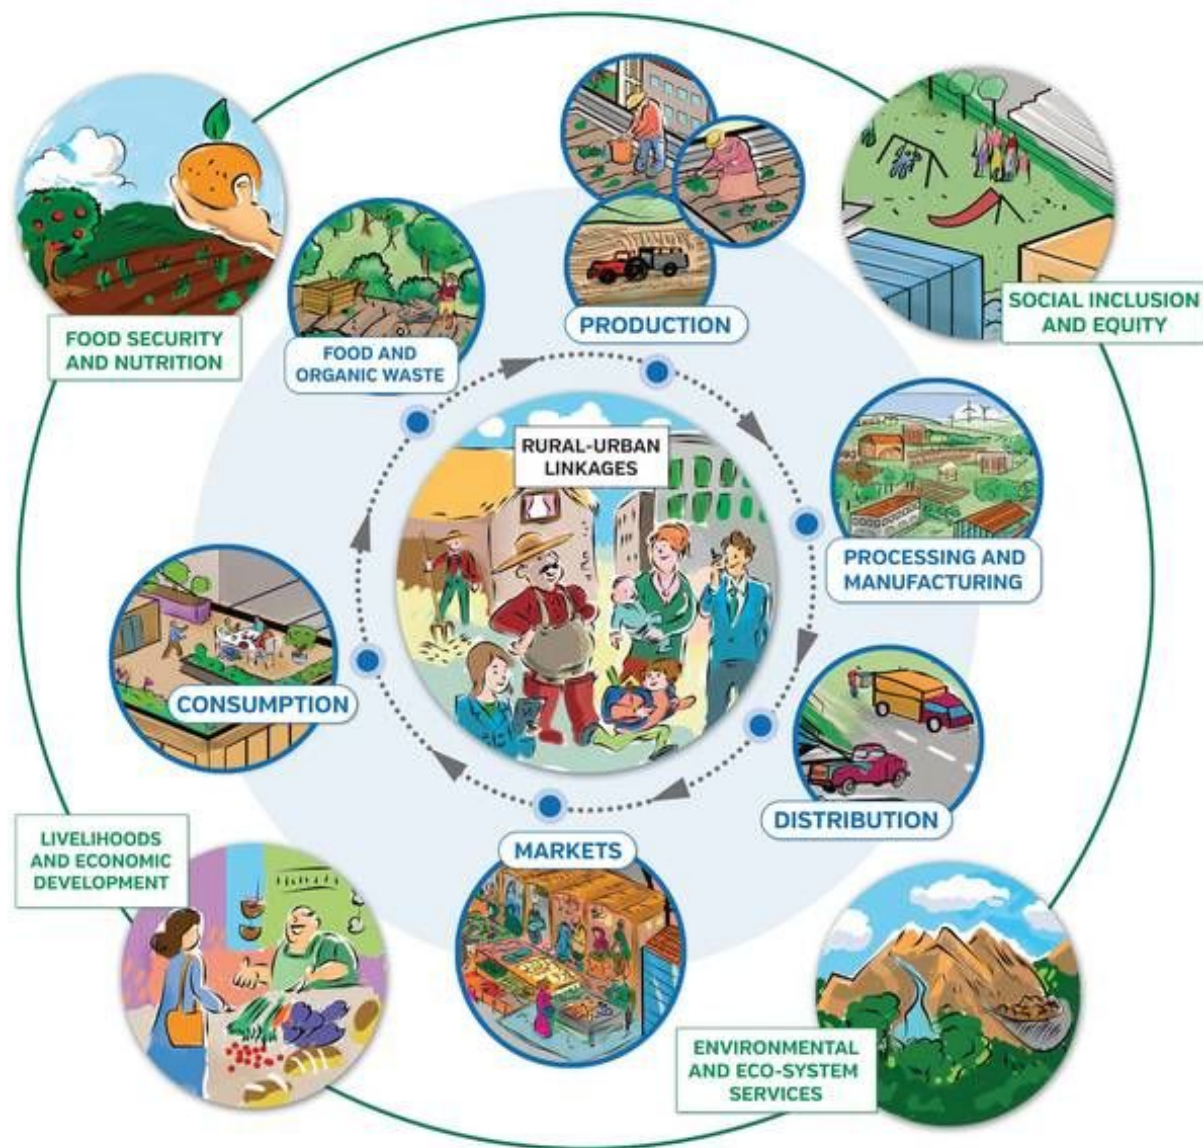 PRODUCTION
SOCIAL INCLUSION
AND EQUITY
FOOD SECURITY
AND NUTRITION
FOOD AND
ORGANIC WASTE
RURAL-URBAN
LINKAGES
PROCESSING AND
MANUFACTURING
CONSUMPTION
DISTRIBUTION
MARKETS
LIVELIHOODS
AND ECONOMIC
DEVELOPMENT
ENVIRONMENTAL
AND ECO-SYSTEM
SERVICES